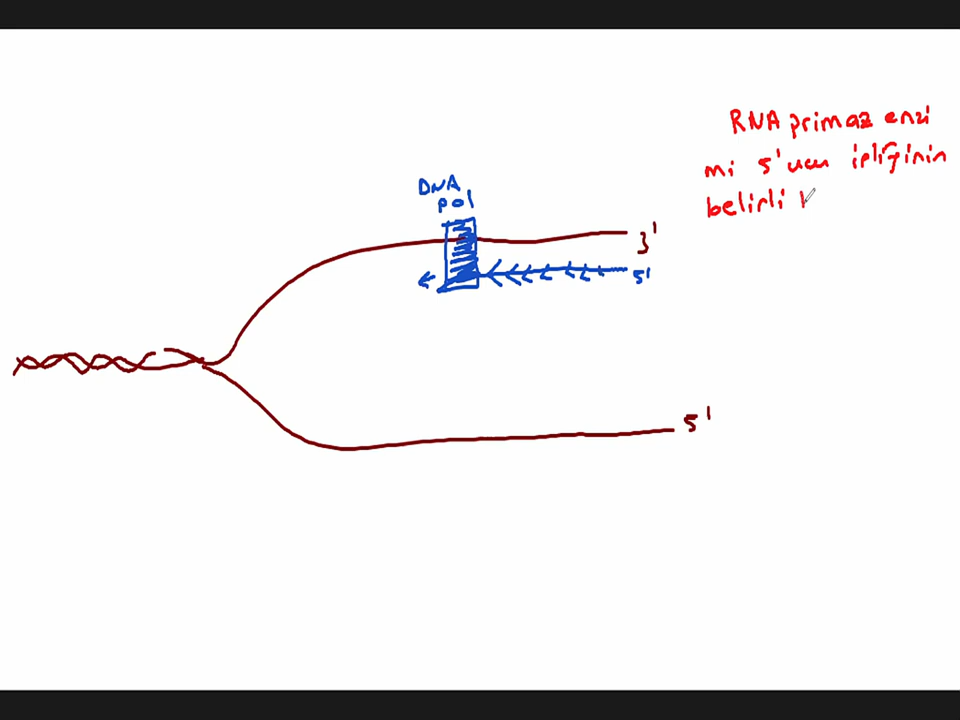 RNA primaz enzi
mi 5' ucu ipliğinin
belirli
DNA
pol
3'
5'
5'